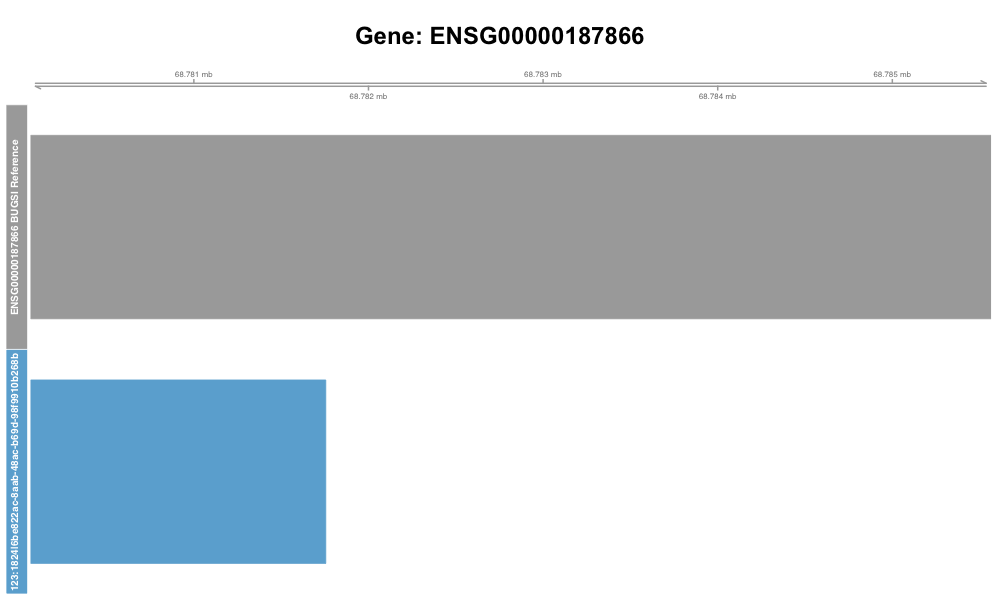 Gene: ENSG00000187866
68.781 mb
68.783 mb
68.785 mb
68.782 mb
68.784 mb
ENSG00000187866 BUGSI Reference
123:1824l6be822ac-8aab-48ac-b69d-98f9910b268b